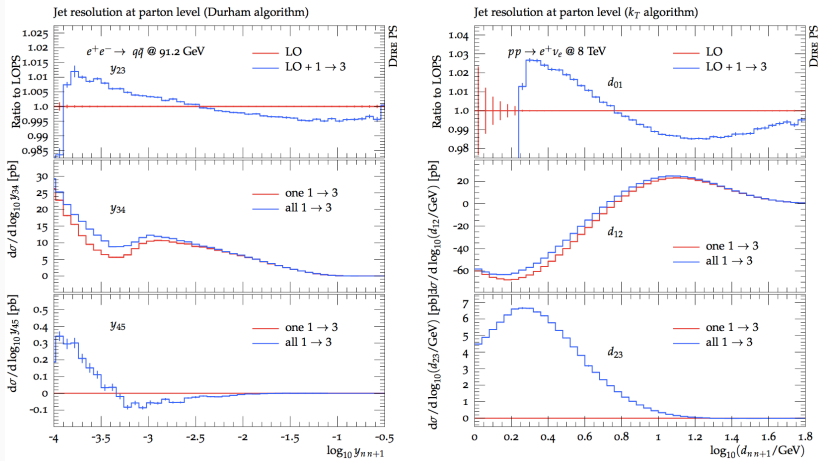 Jet resolution at parton level (Durham algorithm)
Ratio to LOPS
1.025
1.02
1.015
1.01
1.005
1.0
0.995
0.99
0.985
e⁺e⁻ → qq̄ @ 91.2 GeV
y₂₃
LO
LO + 1 → 3
DIRE PS
dσ/d log₁₀ y₃₄ [pb]
30
25
20
15
10
5
0
y₃₄
one 1 → 3
all 1 → 3
dσ/d log₁₀ y₄₅ [pb]
0.5
0.4
0.3
0.2
0.1
0
-0.1
y₄₅
one 1 → 3
all 1 → 3
-4 -3.5 -3 -2.5 -2 -1.5 -1 -0.5
log₁₀ yₙ ₙ₊₁
Jet resolution at parton level (k_T algorithm)
Ratio to LOPS
1.04
1.02
1.0
0.98
pp → e⁺νₑ @ 8 TeV
d₀₁
LO
LO + 1 → 3
DIRE PS
dσ/d log₁₀(d₁₂/GeV) [pb]
20
0
-20
-40
-60
d₁₂
one 1 → 3
all 1 → 3
dσ/d log₁₀(d₂₃/GeV) [pb]
7
6
5
4
3
2
1
0
d₂₃
one 1 → 3
all 1 → 3
0 0.2 0.4 0.6 0.8 1 1.2 1.4 1.6 1.8
log₁₀(dₙ ₙ₊₁/GeV)